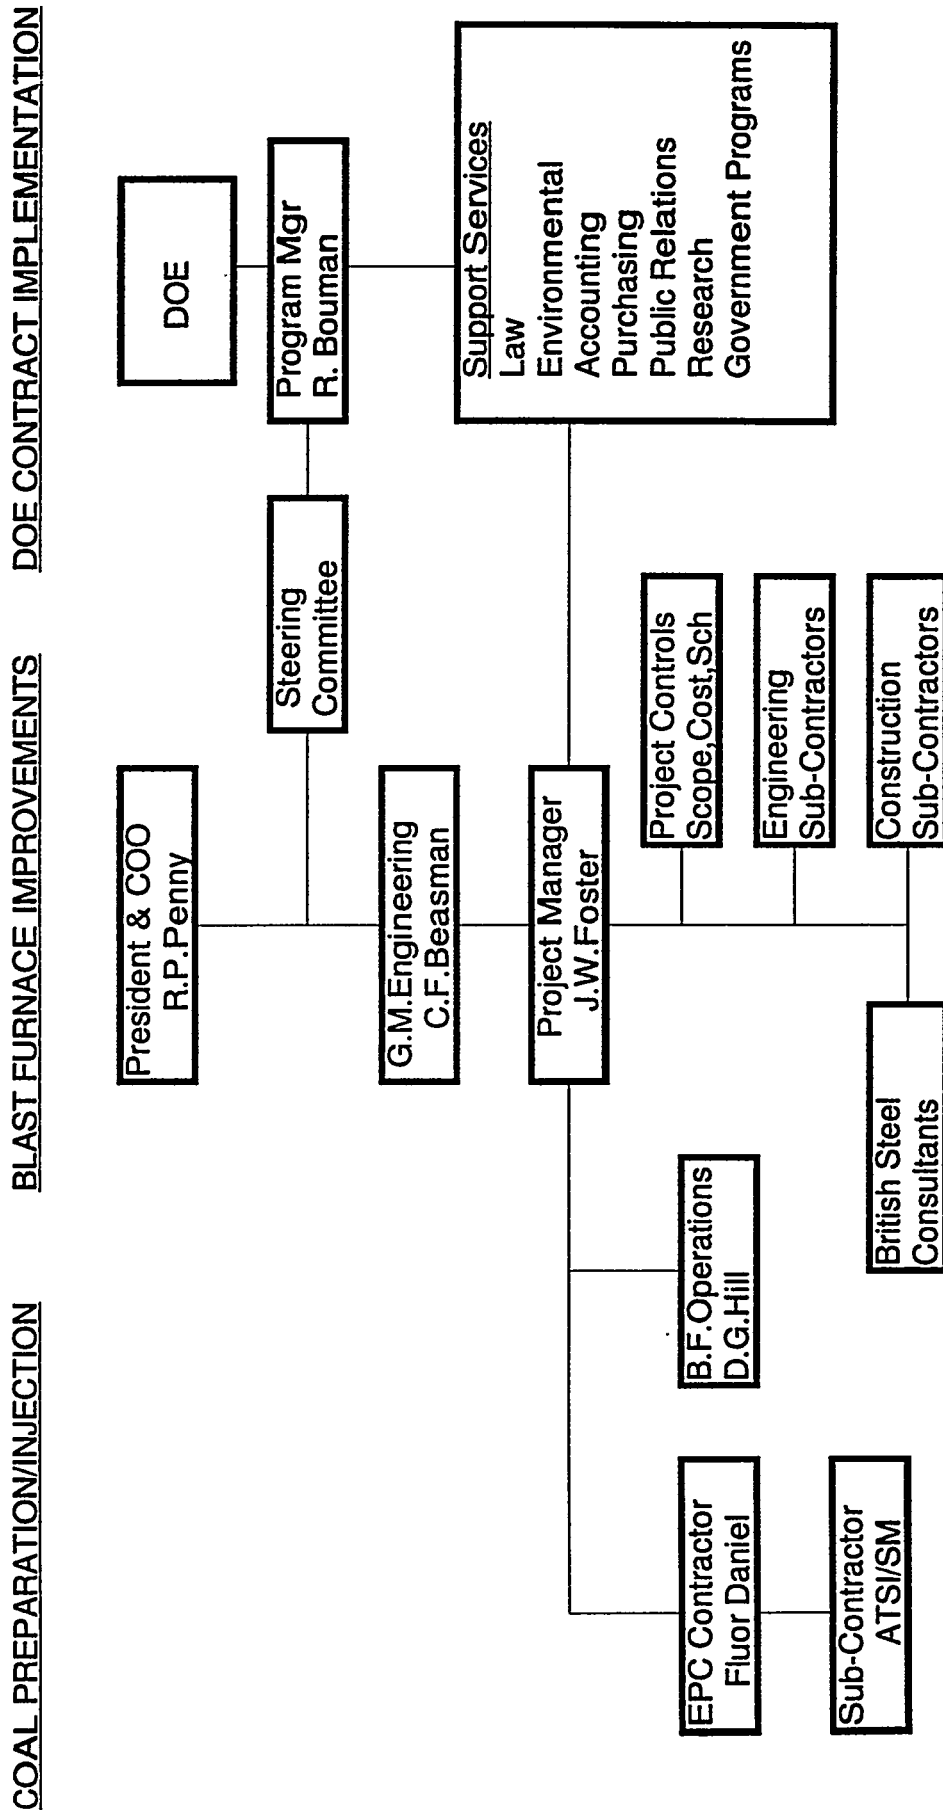 COAL PREPARATION/INJECTION
BLAST FURNACE IMPROVEMENTS
DOE CONTRACT IMPLEMENTATION
President & COO
R.P.Penny
DOE
Steering
Committee
Program Mgr
R. Bouman
G.M.Engineering
C.F.Beasman
Project Manager
J.W.Foster
Support Services
Law
Environmental
Accounting
Purchasing
Public Relations
Research
Government Programs
EPC Contractor
Fluor Daniel
B.F.Operations
D.G.Hill
Project Controls
Scope,Cost,Sch
Engineering
Sub-Contractors
Sub-Contractor
ATSI/SM
British Steel
Consultants
Construction
Sub-Contractors